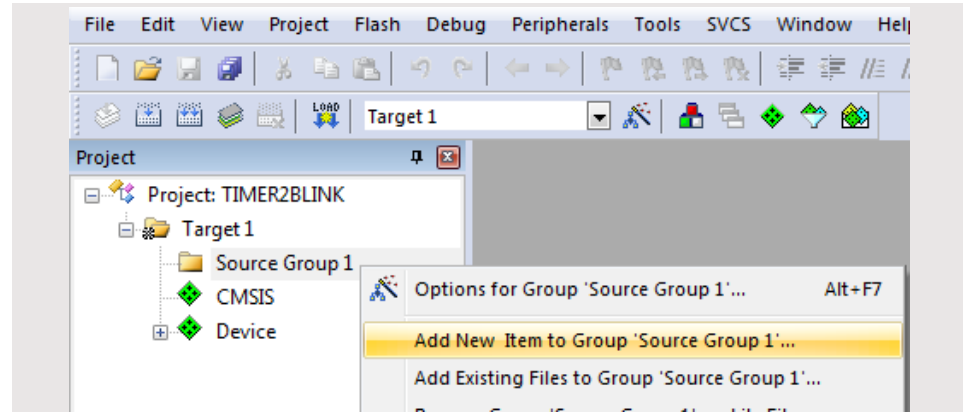 File Edit View Project Flash Debug Peripherals Tools SVCS Window
LOAD Target 1
Project
Project: TIMER2BLINK
Target 1
Source Group 1
CMSIS
Device
Options for Group 'Source Group 1'... Alt+F7
Add New Item to Group 'Source Group 1'...
Add Existing Files to Group 'Source Group 1'...